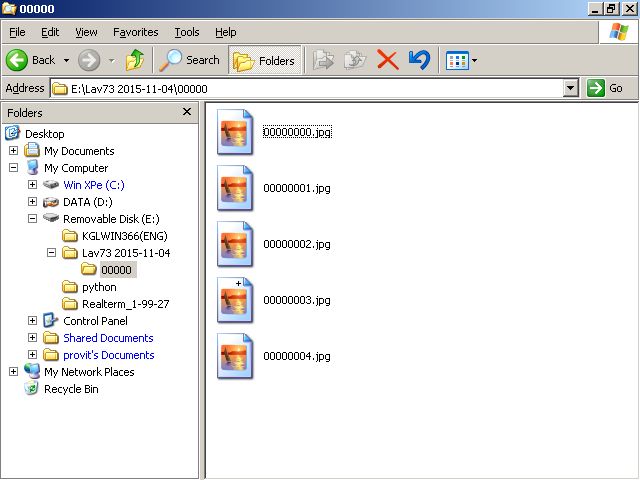 00000
File Edit View Favorites Tools Help
Back Search Folders
Address E:\Lav73 2015-11-04\00000 Go
Folders
Desktop
My Documents
My Computer
Win XPe (C:)
DATA (D:)
Removable Disk (E:)
KGLWIN366(ENG)
Lav73 2015-11-04
00000
python
Realterm_1-99-27
Control Panel
Shared Documents
provit's Documents
My Network Places
Recycle Bin
00000000.jpg
00000001.jpg
00000002.jpg
00000003.jpg
00000004.jpg